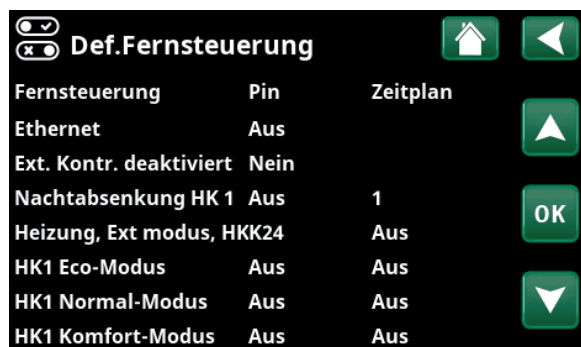 Def.Fernsteuerung
Fernsteuerung Pin Zeitplan
Ethernet Aus
Ext. Kontr. deaktiviert Nein
Nachtabsenkung HK 1 Aus 1
OK
Heizung, Ext modus, HKK24 Aus
HK1 Eco-Modus Aus Aus
HK1 Normal-Modus Aus Aus
HK1 Komfort-Modus Aus Aus